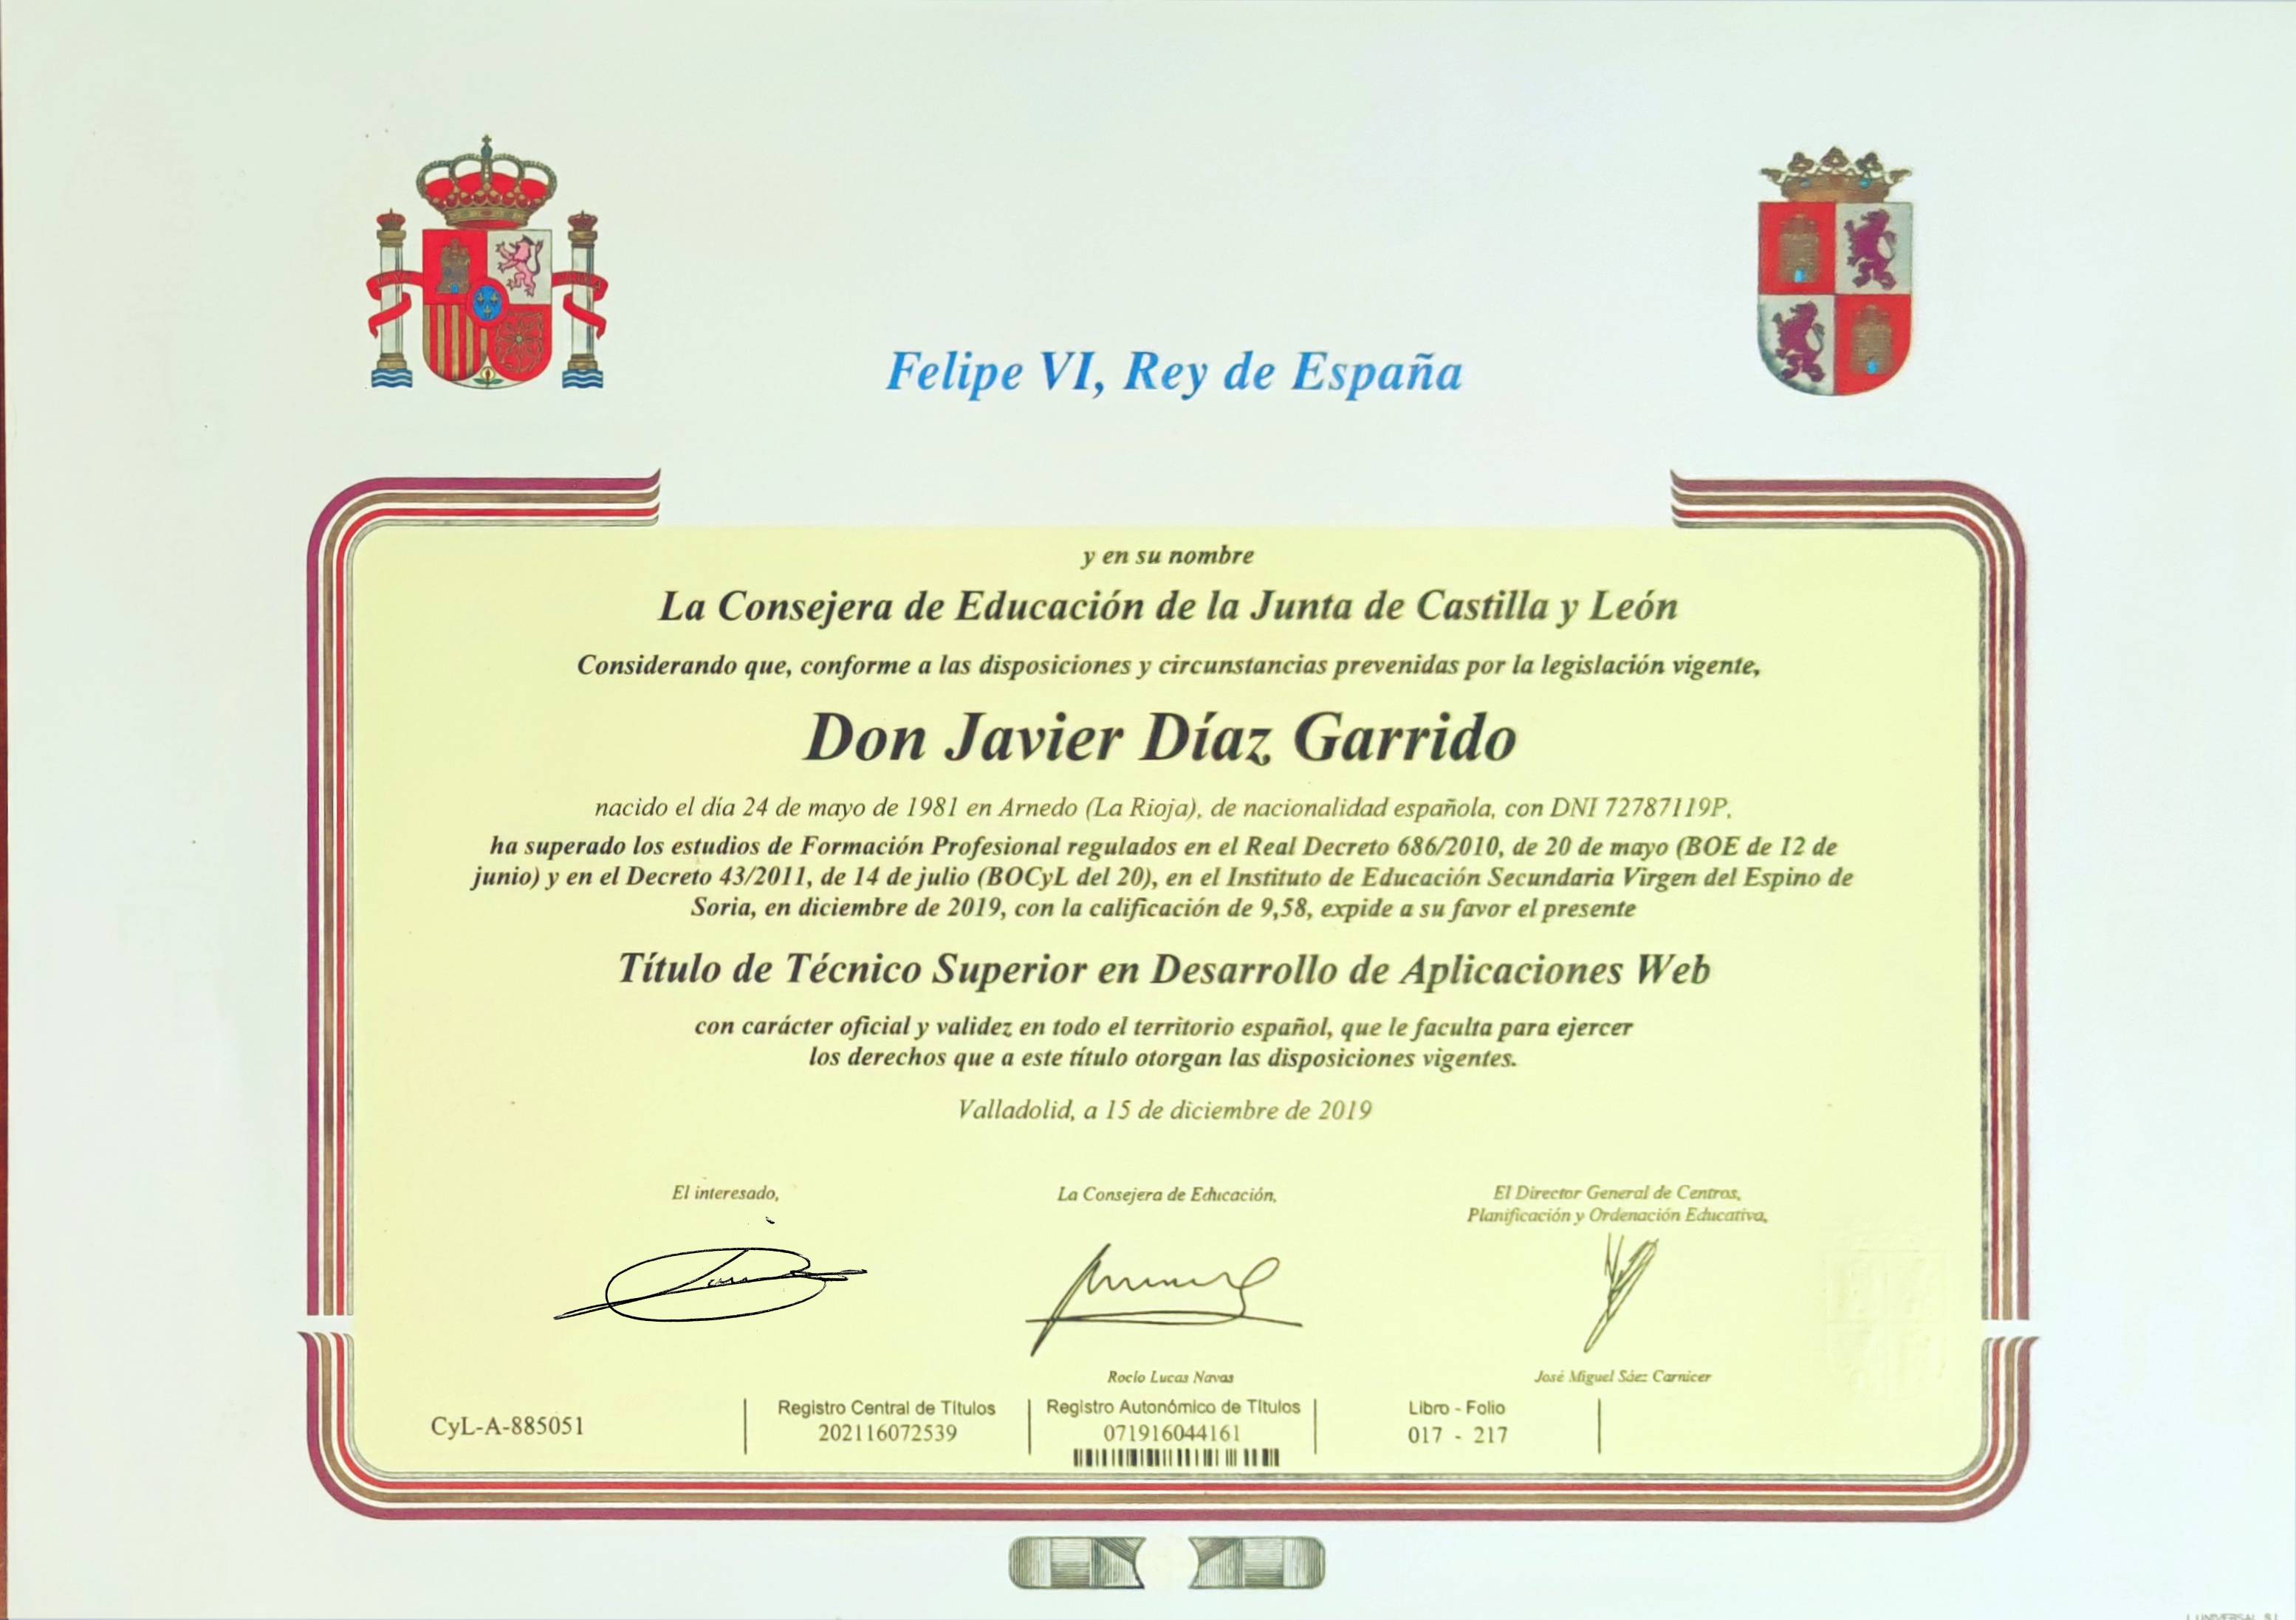 Felipe VI, Rey de España
y en su nombre
La Consejera de Educación de la Junta de Castilla y León
Considerando que, conforme a las disposiciones y circunstancias prevenidas por la legislación vigente,
Don Javier Díaz Garrido
nacido el día 24 de mayo de 1981 en Arnedo (La Rioja), de nacionalidad española, con DNI 72787119P,
ha superado los estudios de Formación Profesional regulados en el Real Decreto 686/2010, de 20 de mayo (BOE de 12 de
junio) y en el Decreto 43/2011, de 14 de julio (BOCyL del 20), en el Instituto de Educación Secundaria Virgen del Espino de
Soria, en diciembre de 2019, con la calificación de 9,58, expide a su favor el presente
Título de Técnico Superior en Desarrollo de Aplicaciones Web
con carácter oficial y validez en todo el territorio español, que le faculta para ejercer
los derechos que a este título otorgan las disposiciones vigentes.
Valladolid, a 15 de diciembre de 2019
El interesado,
La Consejera de Educación,
El Director General de Centros,
Planificación y Ordenación Educativa,
Rocío Lucas Navas
José Miguel Sáez Carnicer
CyL-A-885051
Registro Central de Títulos
202116072539
Registro Autonómico de Títulos
071916044161
Libro - Folio
017 - 217